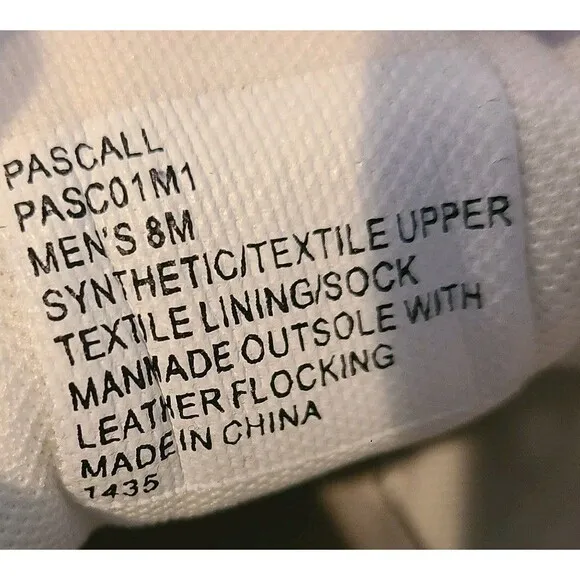 PASCALL
PASC01M1
MEN'S 8M
SYNTHETIC/TEXTILE UPPER
TEXTILE LINING/SOCK
MANMADE OUTSOLE WITH
LEATHER FLOCKING
MADE IN CHINA
1435